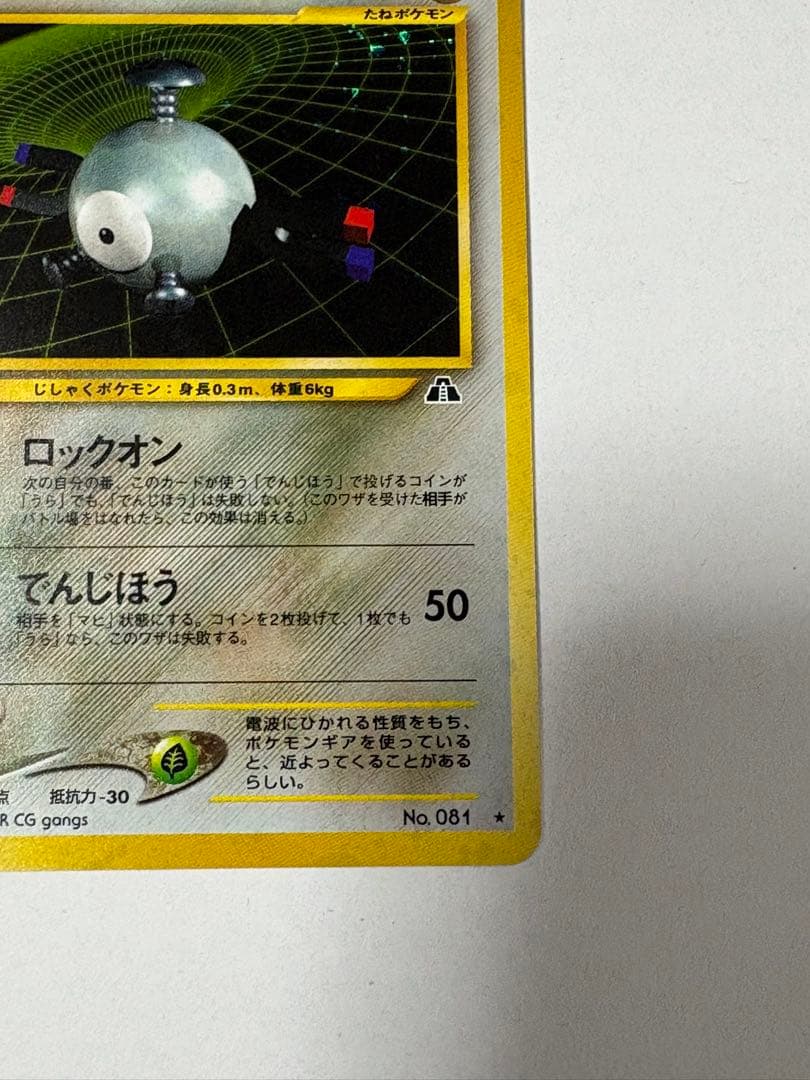 たねポケモン
じしゃくポケモン：身長0.3m、体重6kg
ロックオン
次の自分の番、このカードが使う「でんじほう」で投げるコインが
「うら」でも、「でんじほう」は失敗しない。（このワザを受けた相手が
バトル場をはなれたら、この効果は消える。）
でんじほう
50
相手を「マヒ」状態にする。コインを2枚投げて、1枚でも
「うら」なら、このワザは失敗する。
電波にひかれる性質をもち、
ポケモンギアを使っている
と、近よってくることがある
らしい。
点 抵抗力-30
R CG gangs
No. 081 ★